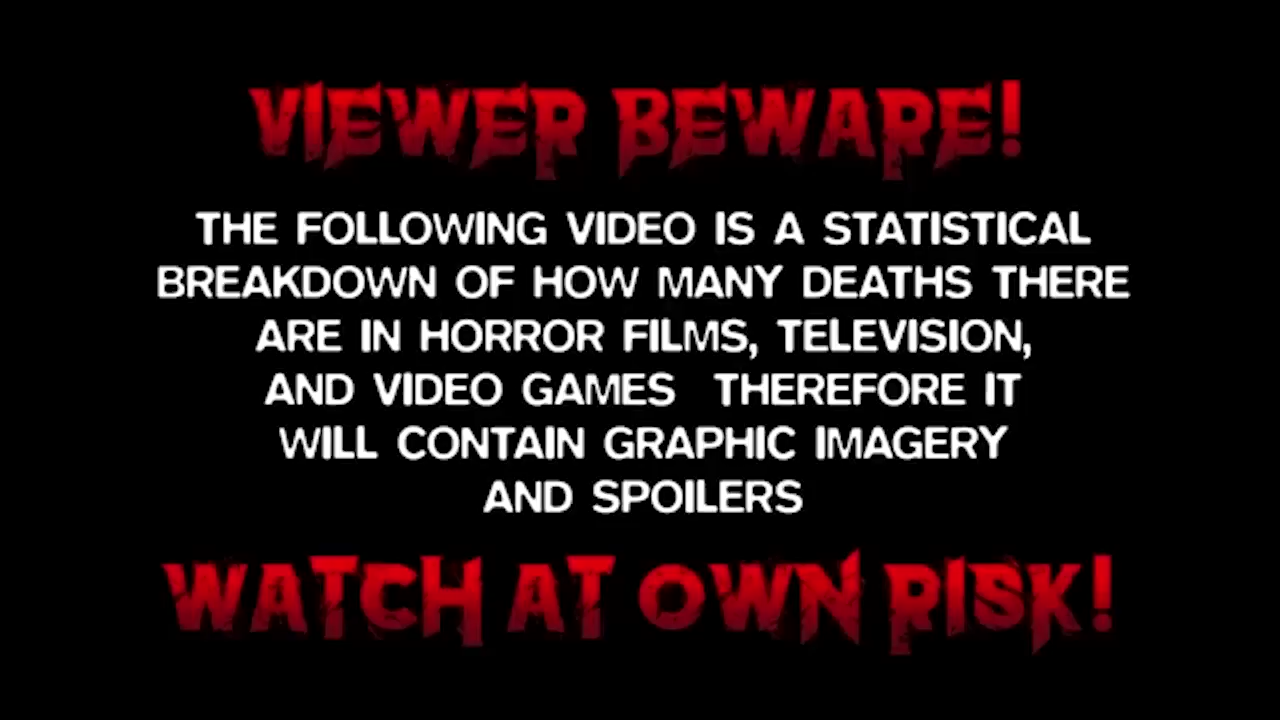 VIEWER BEWARE!
THE FOLLOWING VIDEO IS A STATISTICAL
BREAKDOWN OF HOW MANY DEATHS THERE
ARE IN HORROR FILMS, TELEVISION,
AND VIDEO GAMES  THEREFORE IT
WILL CONTAIN GRAPHIC IMAGERY
AND SPOILERS
WATCH AT OWN RISK!